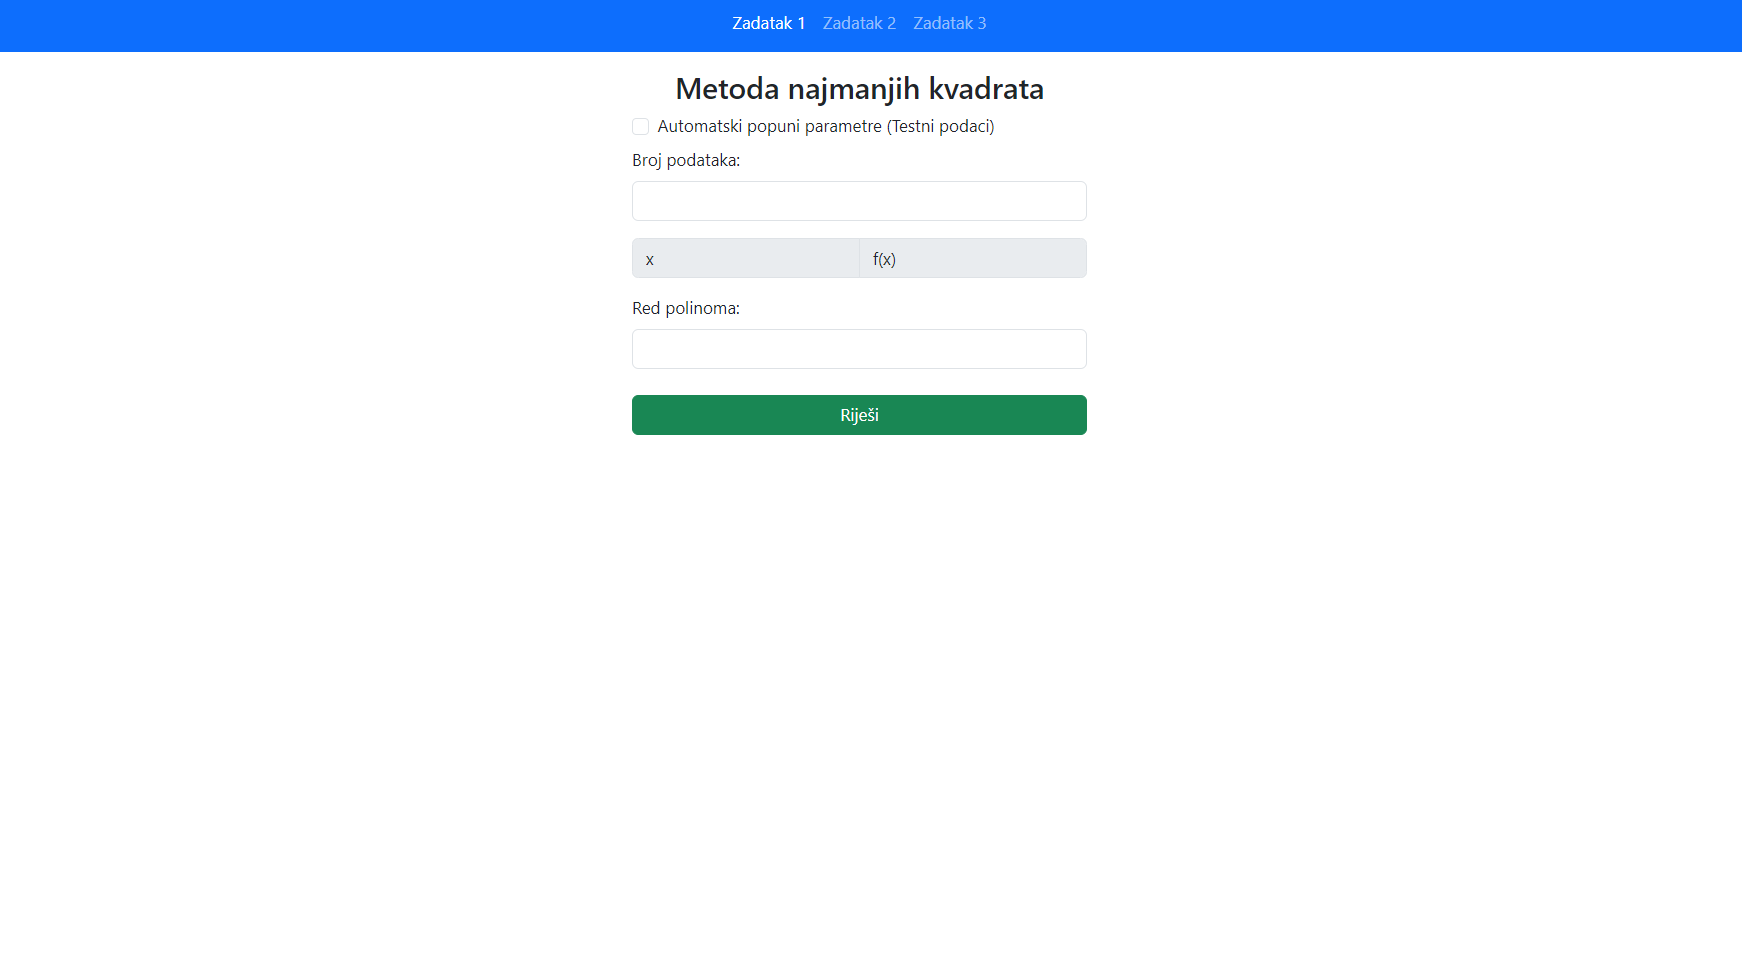 Zadatak 1 Zadatak 2 Zadatak 3
Metoda najmanjih kvadrata
Automatski popuni parametre (Testni podaci)
Broj podataka:
x f(x)
Red polinoma:
Riješi